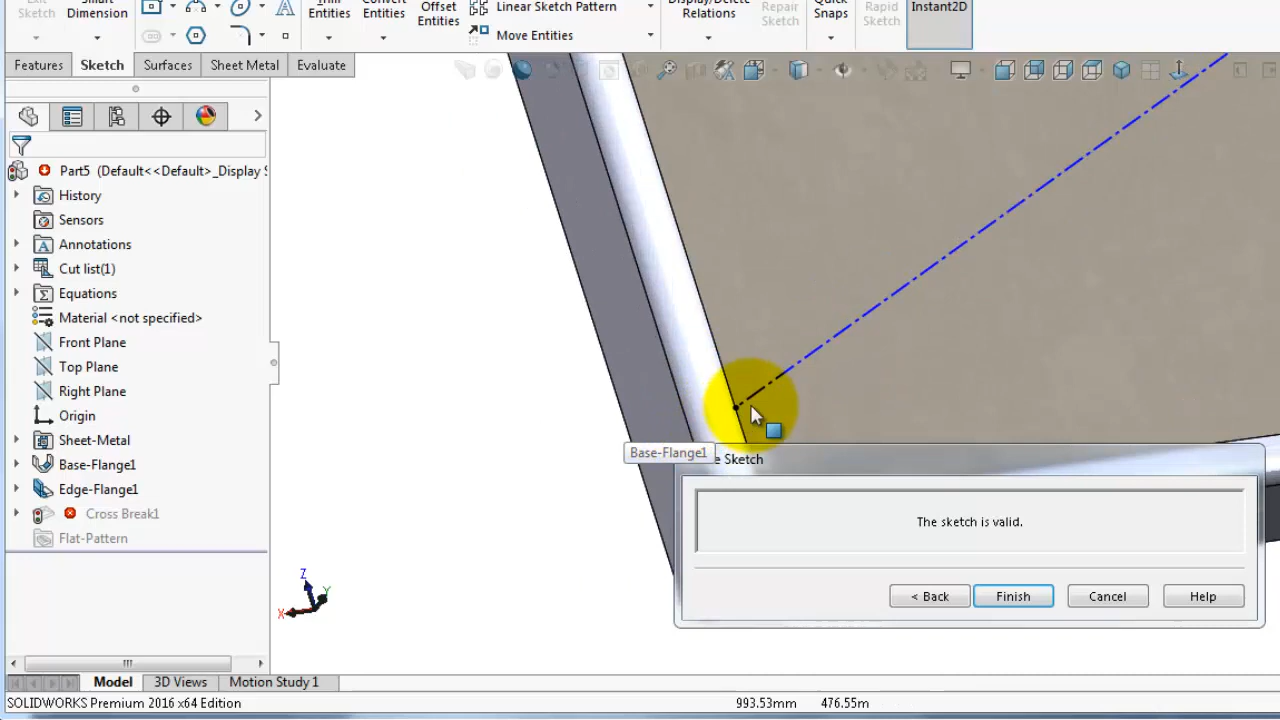 Exit
Sketch
Smart
Dimension
Trim
Entities
Convert
Entities
Offset
Entities
Linear Sketch Pattern
Move Entities
Display/Delete
Relations
Repair
Sketch
Quick
Snaps
Rapid
Sketch
Instant2D
Features
Sketch
Surfaces
Sheet Metal
Evaluate
Part5 (Default<<Default>_Display S
History
Sensors
Annotations
Cut list(1)
Equations
Material <not specified>
Front Plane
Top Plane
Right Plane
Origin
Sheet-Metal
Base-Flange1
Edge-Flange1
Cross Break1
Flat-Pattern
Base-Flange1
e Sketch
The sketch is valid.
< Back
Finish
Cancel
Help
Z
Y
X
Model
3D Views
Motion Study 1
SOLIDWORKS Premium 2016 x64 Edition
993.53mm
476.55m